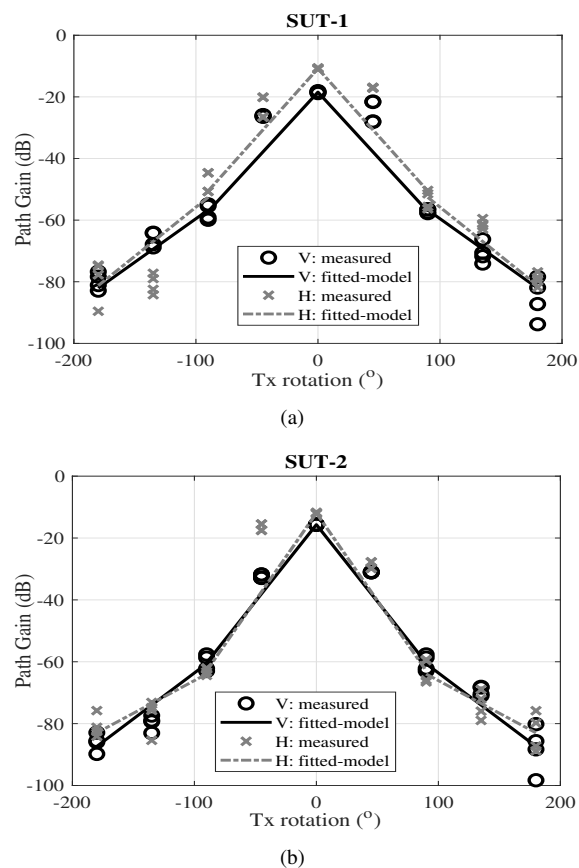 SUT-1
0
-20
-40
-60
-80
-100
Path Gain (dB)
V: measured
V: fitted-model
H: measured
H: fitted-model
-200
-100
0
100
200
Tx rotation (º)
(a)
SUT-2
0
-20
-40
-60
-80
-100
Path Gain (dB)
V: measured
V: fitted-model
H: measured
H: fitted-model
-200
-100
0
100
200
Tx rotation (º)
(b)